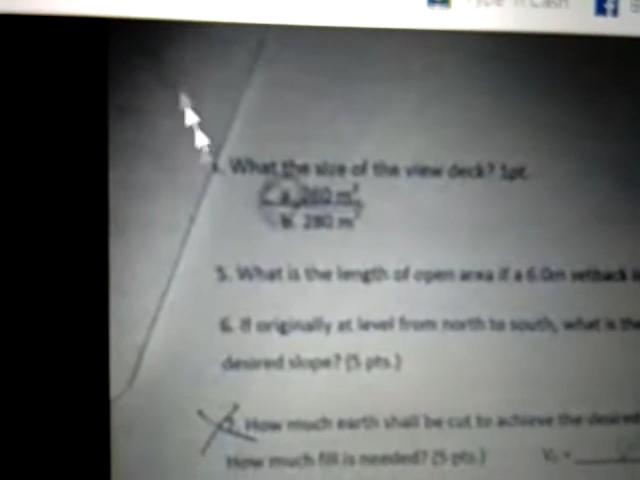 4. What the size of the view deck? 1pt.
a. 260 m²
b. 280 m²
5. What is the length of open area if a 6.0m setback
6. If originally at level from north to south, what is the
desired slope? (5 pts.)
7. How much earth shall be cut to achieve the desired
How much fill is needed? (5 pts.)